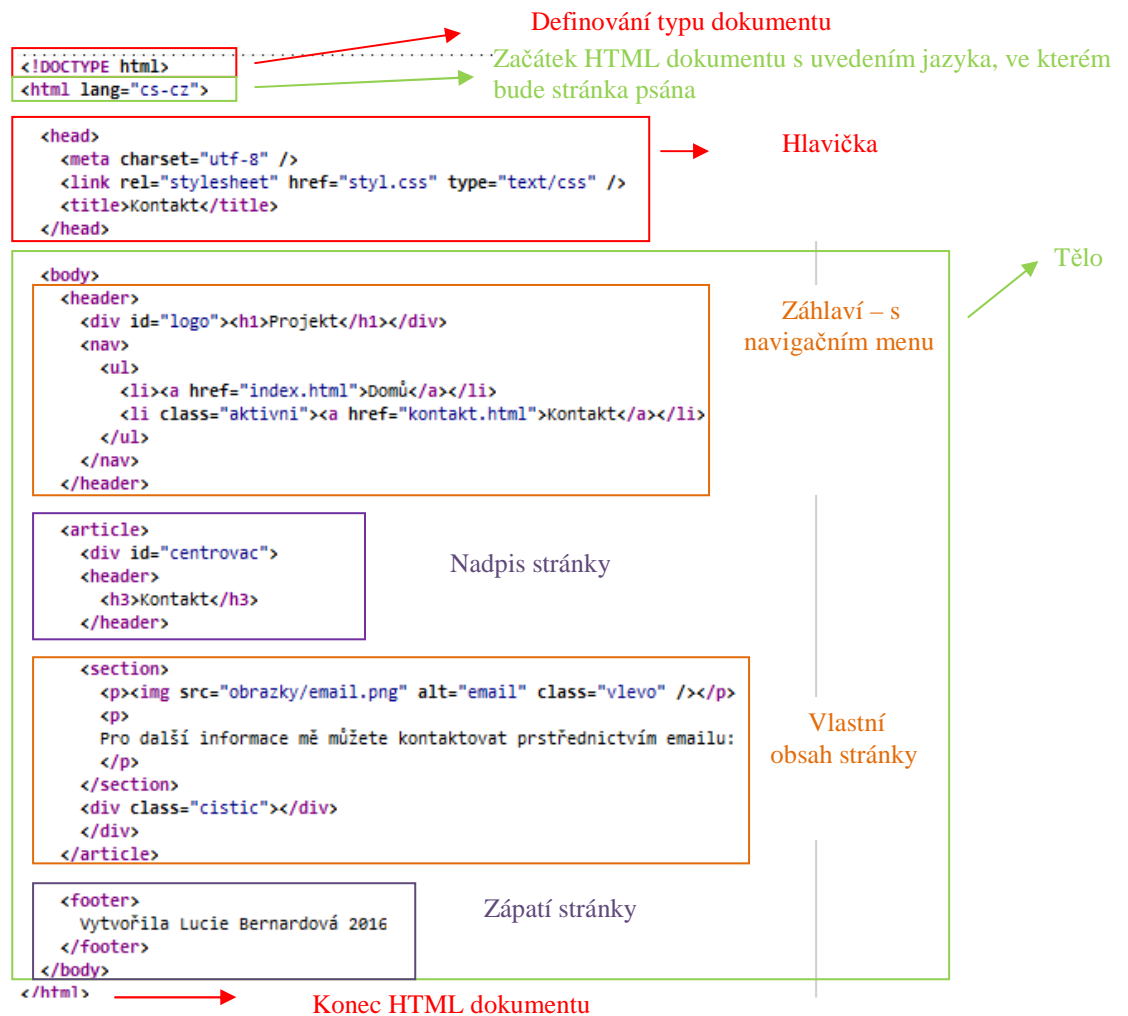 Definování typu dokumentu
<!DOCTYPE html>
Začátek HTML dokumentu s uvedením jazyka, ve kterém
bude stránka psána
<html lang="cs-cz">
<head>
Hlavička
<meta charset="utf-8" />
<link rel="stylesheet" href="styl.css" type="text/css" />
<title>Kontakt</title>
</head>
Tělo
<body>
<header>
Záhlaví – s
navigačním menu
<div id="logo"><h1>Projekt</h1></div>
<nav>
<ul>
<li><a href="index.html">Domů</a></li>
<li class="aktivni"><a href="kontakt.html">Kontakt</a></li>
</ul>
</nav>
</header>
<article>
<div id="centrovac">
Nadpis stránky
<header>
<h3>Kontakt</h3>
</header>
<section>
<p><img src="obrazky/email.png" alt="email" class="vlevo" /></p>
<p>
Vlastní
obsah stránky
Pro další informace mě můžete kontaktovat prstřednictvím emailu:
</p>
</section>
<div class="cistic"></div>
</div>
</article>
<footer>
Zápatí stránky
Vytvořila Lucie Bernardová 2016
</footer>
</body>
</html>
Konec HTML dokumentu